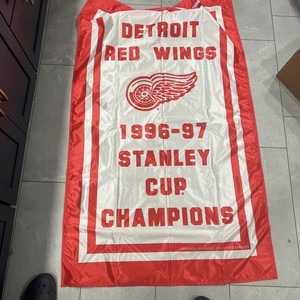 DETROIT
RED WINGS
1996-97
STANLEY
CUP
CHAMPIONS